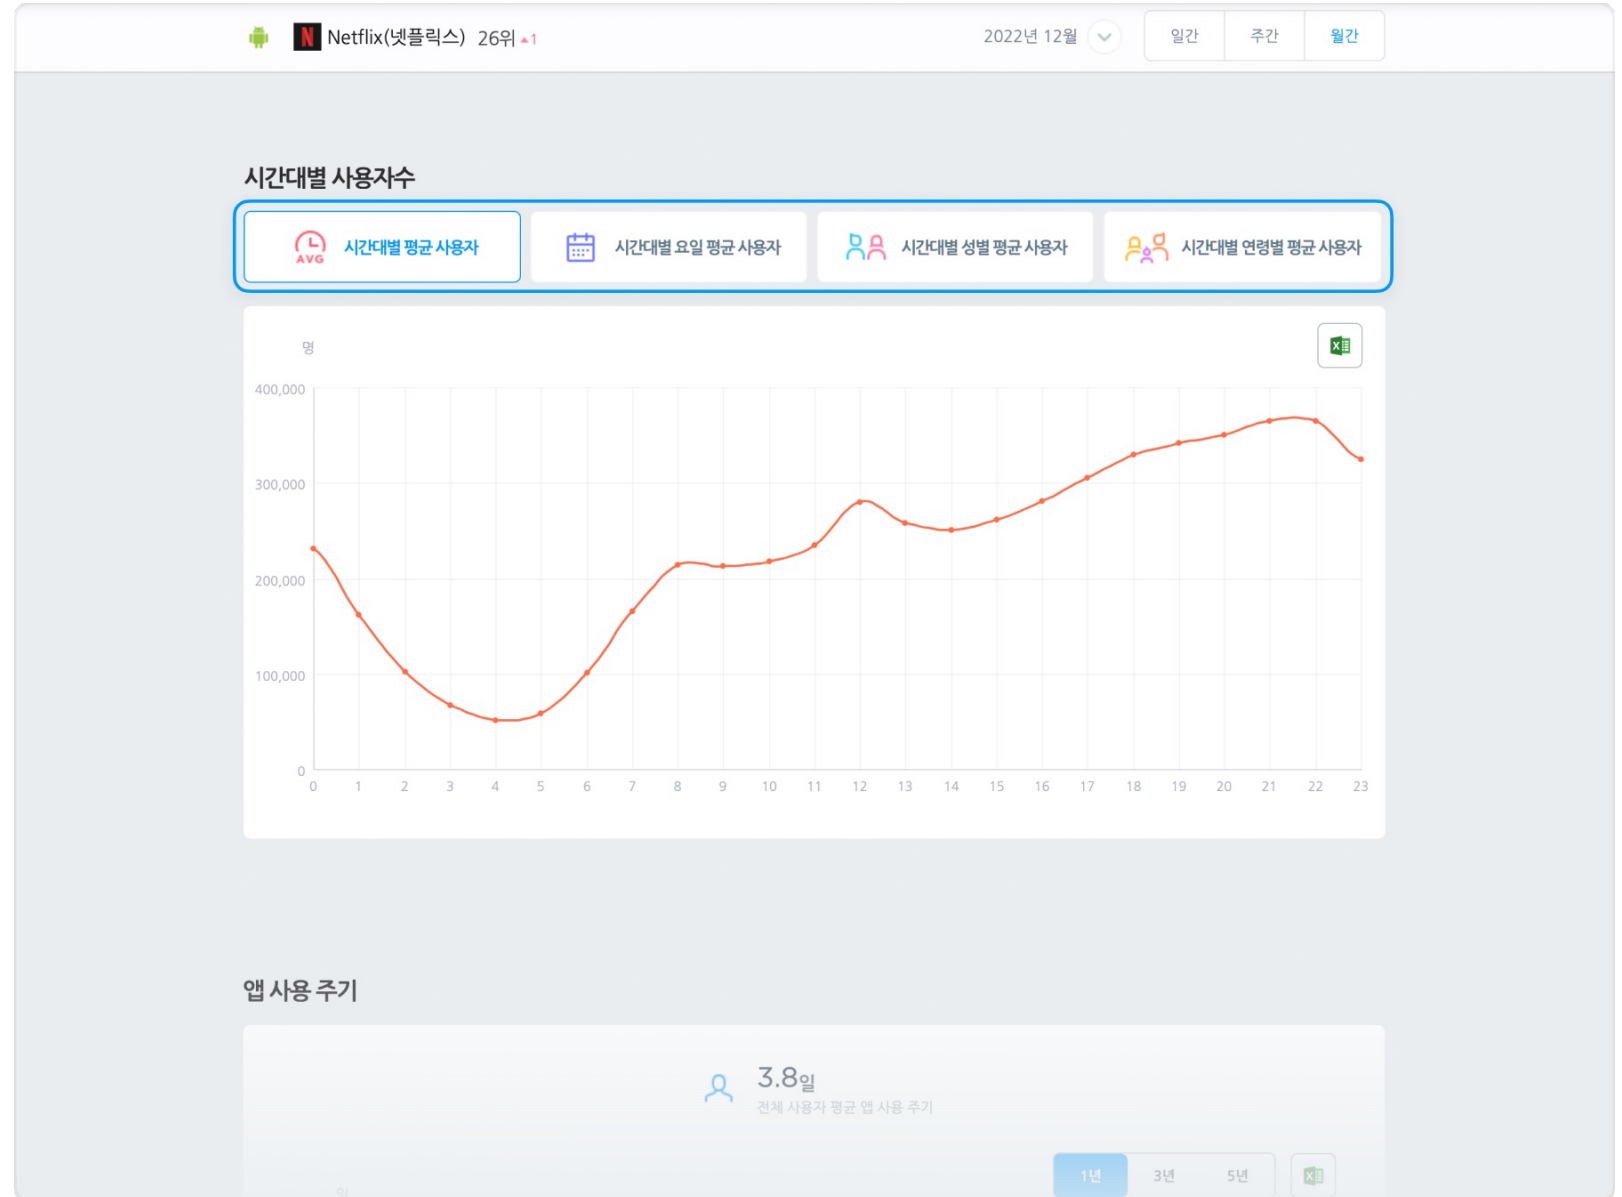 Netflix(넷플릭스) 26위 ▲1 2022년 12월 일간 주간 월간
시간대별 사용자수
AVG 시간대별 평균 사용자 시간대별 요일 평균 사용자 시간대별 성별 평균 사용자 시간대별 연령별 평균 사용자
명
400,000
300,000
200,000
100,000
0
0 1 2 3 4 5 6 7 8 9 10 11 12 13 14 15 16 17 18 19 20 21 22 23
앱 사용 주기
3.8일
전체 사용자 평균 앱 사용 주기
1년 3년 5년
일